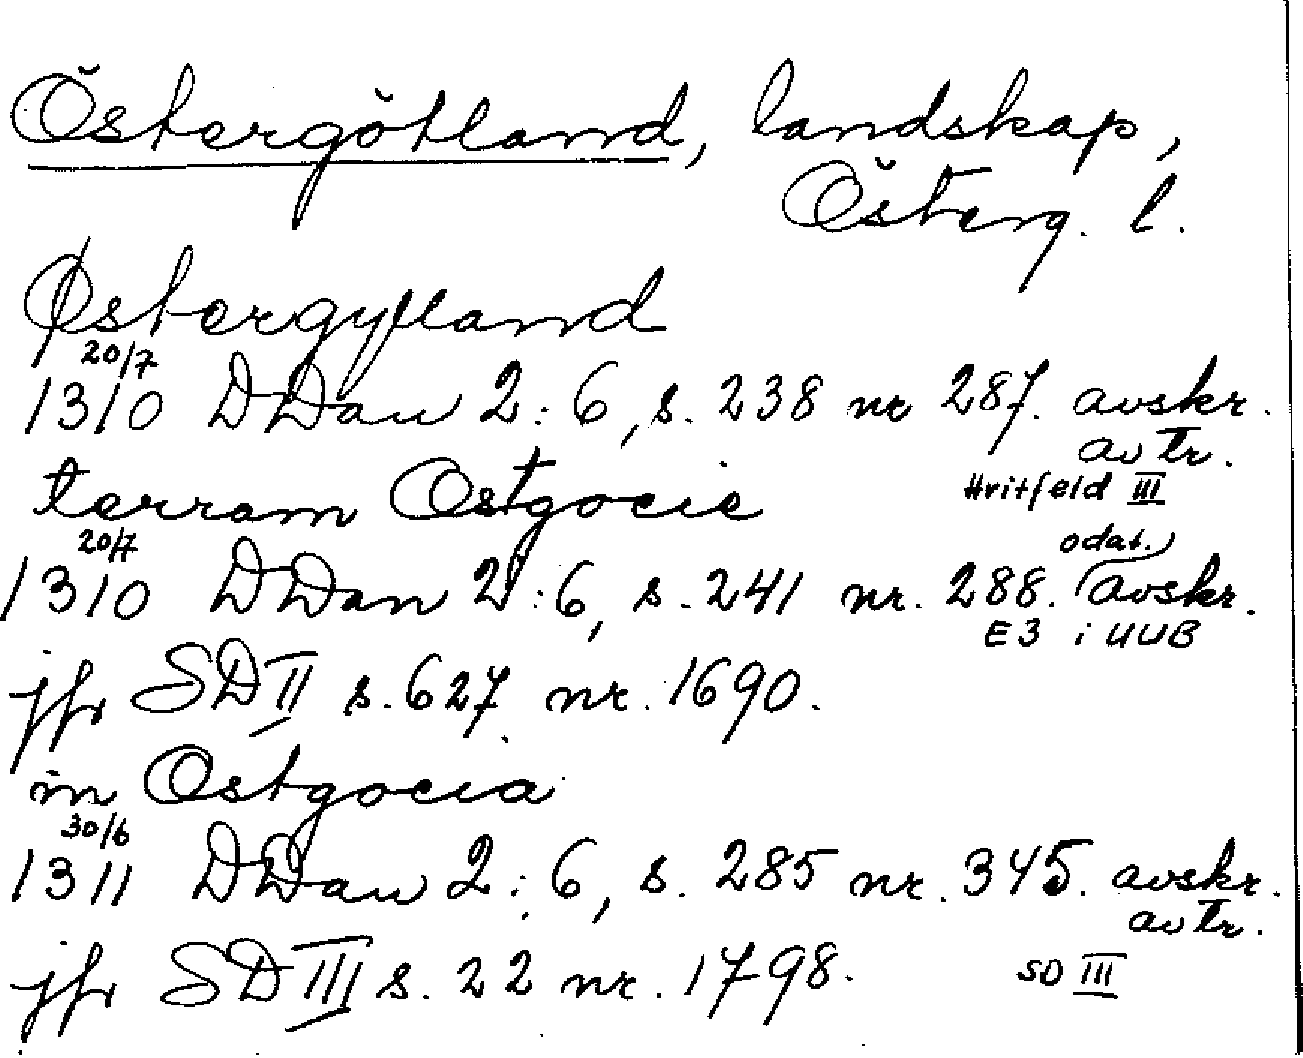 Östergötland, landskap,
Österg. l.
Østergylland
20/7
1310 DDan 2:6, s. 238 nr 287. avskr.
av tr.
terram Ostgocie Hvitfeld III
20/7 odat.
1310 DDan 2:6, s. 241 nr. 288. avskr.
E3 i UUB
jfr SD II s. 627 nr. 1690.
in Ostgocia
30/6
1311 DDan 2:6, s. 285 nr. 345. avskr.
av tr.
jfr SD III s. 22 nr. 1798. SD III